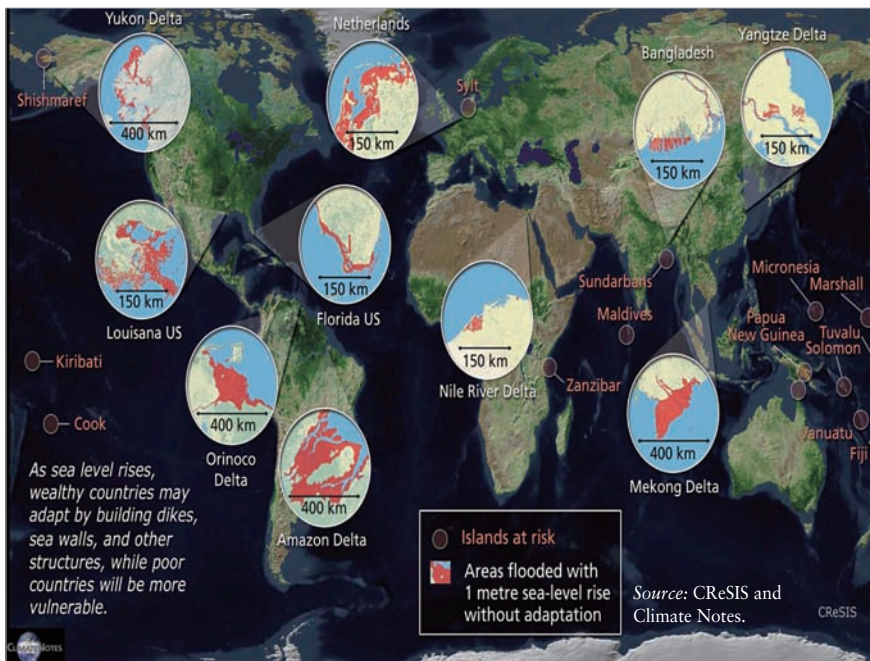 Yukon Delta
400 km
Shishmaref
Netherlands
150 km
Sylt
Bangladesh
150 km
Yangtze Delta
150 km
150 km
Louisana US
150 km
Florida US
150 km
Nile River Delta
Sundarbans
Maldives
Zanzibar
Micronesia
Marshall
Papua
New Guinea
Tuvalu
Solomon
Vanuatu
Fiji
Kiribati
Cook
400 km
Orinoco
Delta
400 km
Amazon Delta
400 km
Mekong Delta
As sea level rises,
wealthy countries may
adapt by building dikes,
sea walls, and other
structures, while poor
countries will be more
vulnerable.
Islands at risk
Areas flooded with
1 metre sea-level rise
without adaptation
Source: CReSIS and
Climate Notes.
CReSIS
CLIMATE NOTES